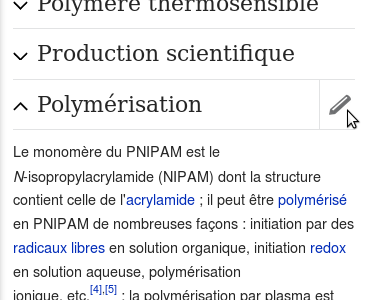 Polymère thermosensible
Production scientifique
Polymérisation
Le monomère du PNIPAM est le
N-isopropylacrylamide (NIPAM) dont la structure
contient celle de l'acrylamide ; il peut être polymérisé
en PNIPAM de nombreuses façons : initiation par des
radicaux libres en solution organique, initiation redox
en solution aqueuse, polymérisation
ionique, etc.[4],[5] ; la polymérisation par plasma est